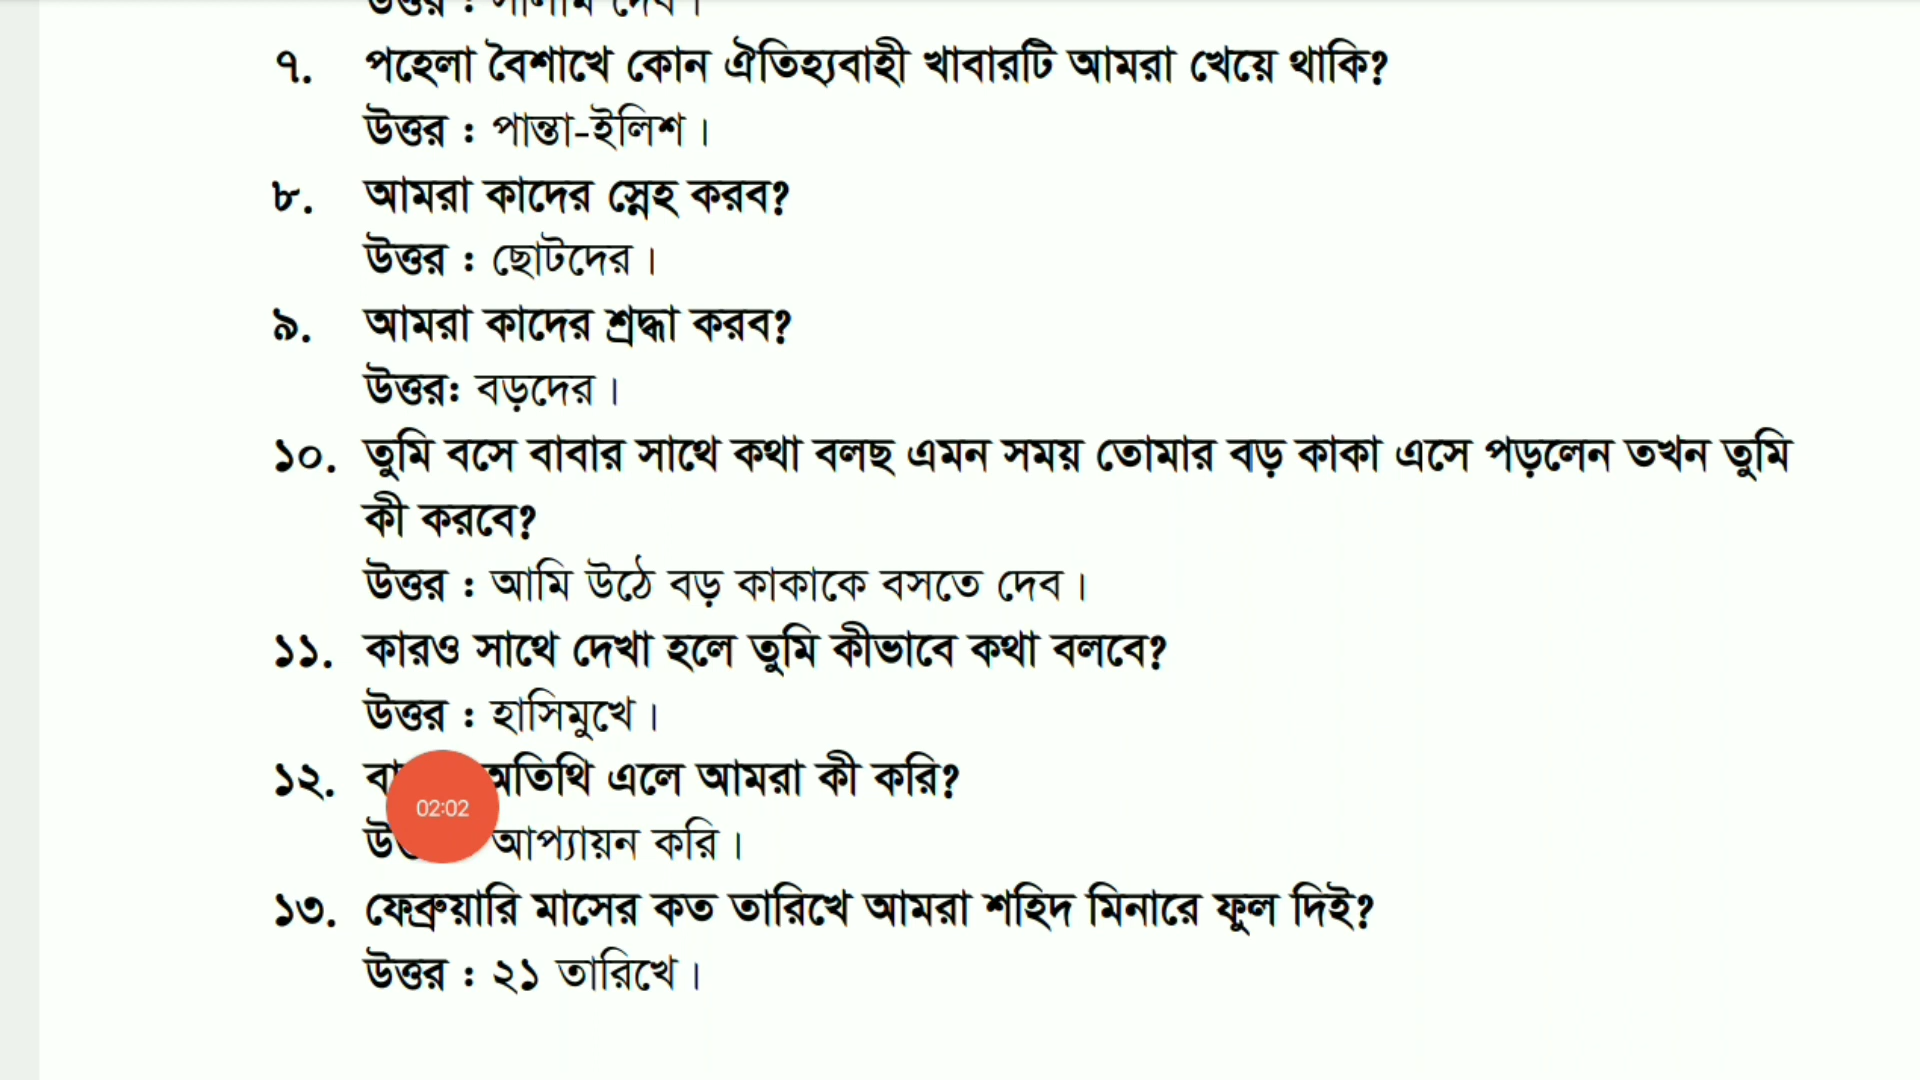 উত্তর : সালাম দেব।
৭. পহেলা বৈশাখে কোন ঐতিহ্যবাহী খাবারটি আমরা খেয়ে থাকি?
উত্তর : পান্তা-ইলিশ।
৮. আমরা কাদের স্নেহ করব?
উত্তর : ছোটদের।
৯. আমরা কাদের শ্রদ্ধা করব?
উত্তর: বড়দের।
১০. তুমি বসে বাবার সাথে কথা বলছ এমন সময় তোমার বড় কাকা এসে পড়লেন তখন তুমি
কী করবে?
উত্তর : আমি উঠে বড় কাকাকে বসতে দেব।
১১. কারও সাথে দেখা হলে তুমি কীভাবে কথা বলবে?
উত্তর : হাসিমুখে।
১২. অতিথি এলে আমরা কী করি?
02:02
আপ্যায়ন করি।
১৩. ফেব্রুয়ারি মাসের কত তারিখে আমরা শহিদ মিনারে ফুল দিই?
উত্তর : ২১ তারিখে।